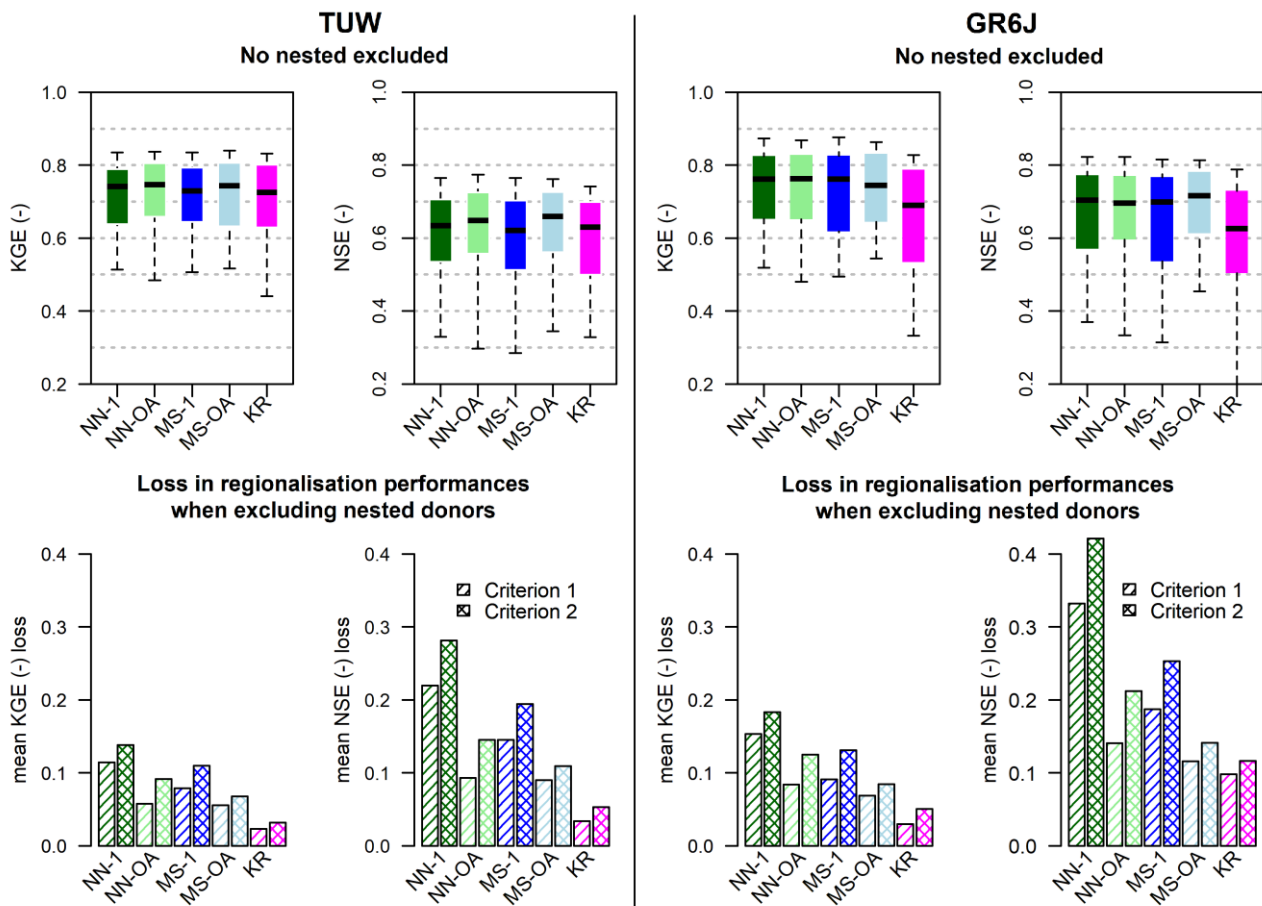 TUW
No nested excluded
KGE (-)
1.0
0.8
0.6
0.4
0.2
NN-1
NN-OA
MS-1
MS-OA
KR
NSE (-)
1.0
0.8
0.6
0.4
0.2
NN-1
NN-OA
MS-1
MS-OA
KR
Loss in regionalisation performances
when excluding nested donors
mean KGE (-) loss
0.4
0.3
0.2
0.1
0.0
NN-1
NN-OA
MS-1
MS-OA
KR
mean NSE (-) loss
0.4
0.3
0.2
0.1
0.0
Criterion 1
Criterion 2
NN-1
NN-OA
MS-1
MS-OA
KR
GR6J
No nested excluded
KGE (-)
1.0
0.8
0.6
0.4
0.2
NN-1
NN-OA
MS-1
MS-OA
KR
NSE (-)
1.0
0.8
0.6
0.4
0.2
NN-1
NN-OA
MS-1
MS-OA
KR
Loss in regionalisation performances
when excluding nested donors
mean KGE (-) loss
0.4
0.3
0.2
0.1
0.0
NN-1
NN-OA
MS-1
MS-OA
KR
mean NSE (-) loss
0.4
0.3
0.2
0.1
0.0
Criterion 1
Criterion 2
NN-1
NN-OA
MS-1
MS-OA
KR